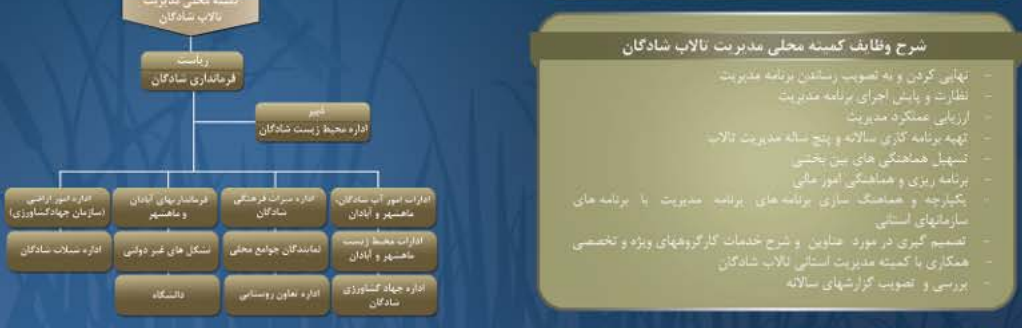 کمیته محلی مدیریت
تالاب شادگان
ریاست
فرمانداری شادگان
دبیر
اداره محیط زیست شادگان
ادارات امور آب شادگان،
ماهشهر و آبادان
اداره میراث فرهنگی
شادگان
فرمانداریهای آبادان
و ماهشهر
اداره امور اراضی
(سازمان جهادکشاورزی)
ادارات محیط زیست
ماهشهر و آبادان
نمایندگان جوامع محلی
تشکل های غیر دولتی
اداره شیلات شادگان
اداره جهاد کشاورزی
شادگان
اداره تعاون روستایی
دانشگاه
شرح وظایف کمیته محلی مدیریت تالاب شادگان
- نهایی کردن و به تصویب رساندن برنامه مدیریت
- نظارت و پایش اجرای برنامه مدیریت
- ارزیابی عملکرد مدیریت
- تهیه برنامه کاری سالانه و پنج ساله مدیریت تالاب
- تسهیل هماهنگی های بین بخشی
- برنامه ریزی و هماهنگی امور مالی
- یکپارچه و هماهنگ سازی برنامه های برنامه مدیریت با برنامه های
سازمانهای استانی
- تصمیم گیری در مورد عناوین و شرح خدمات کارگروههای ویژه و تخصصی
- همکاری با کمیته مدیریت استانی تالاب شادگان
- بررسی و تصویب گزارشهای سالانه